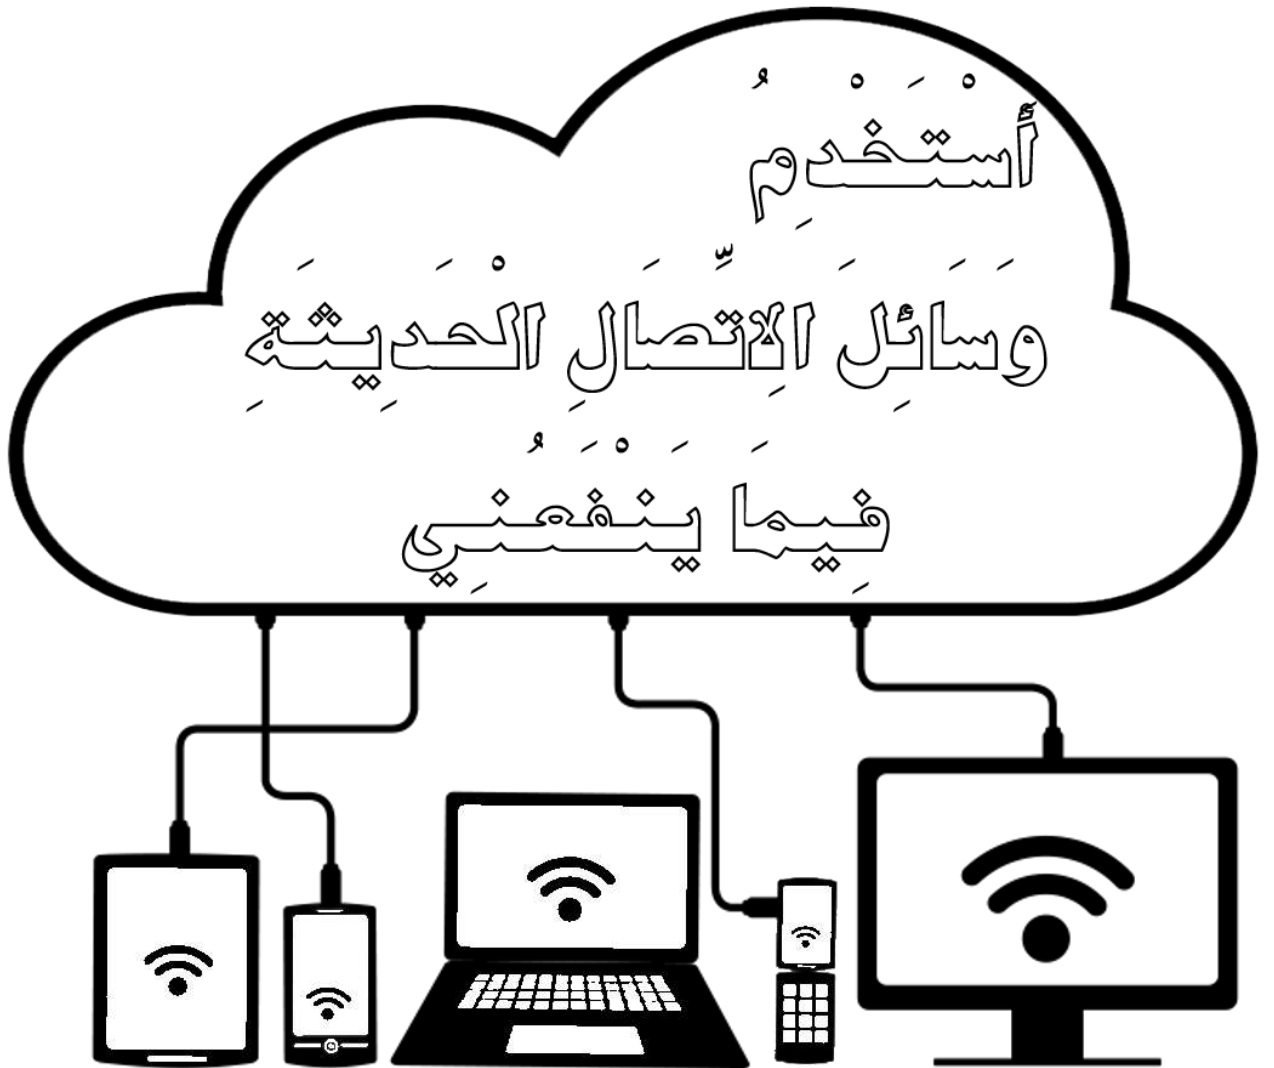 أَسْتَخْدِمُ
وَسَائِلَ الِاتِّصَالِ الْحَدِيثَةِ
فِيمَا يَنْفَعُنِي